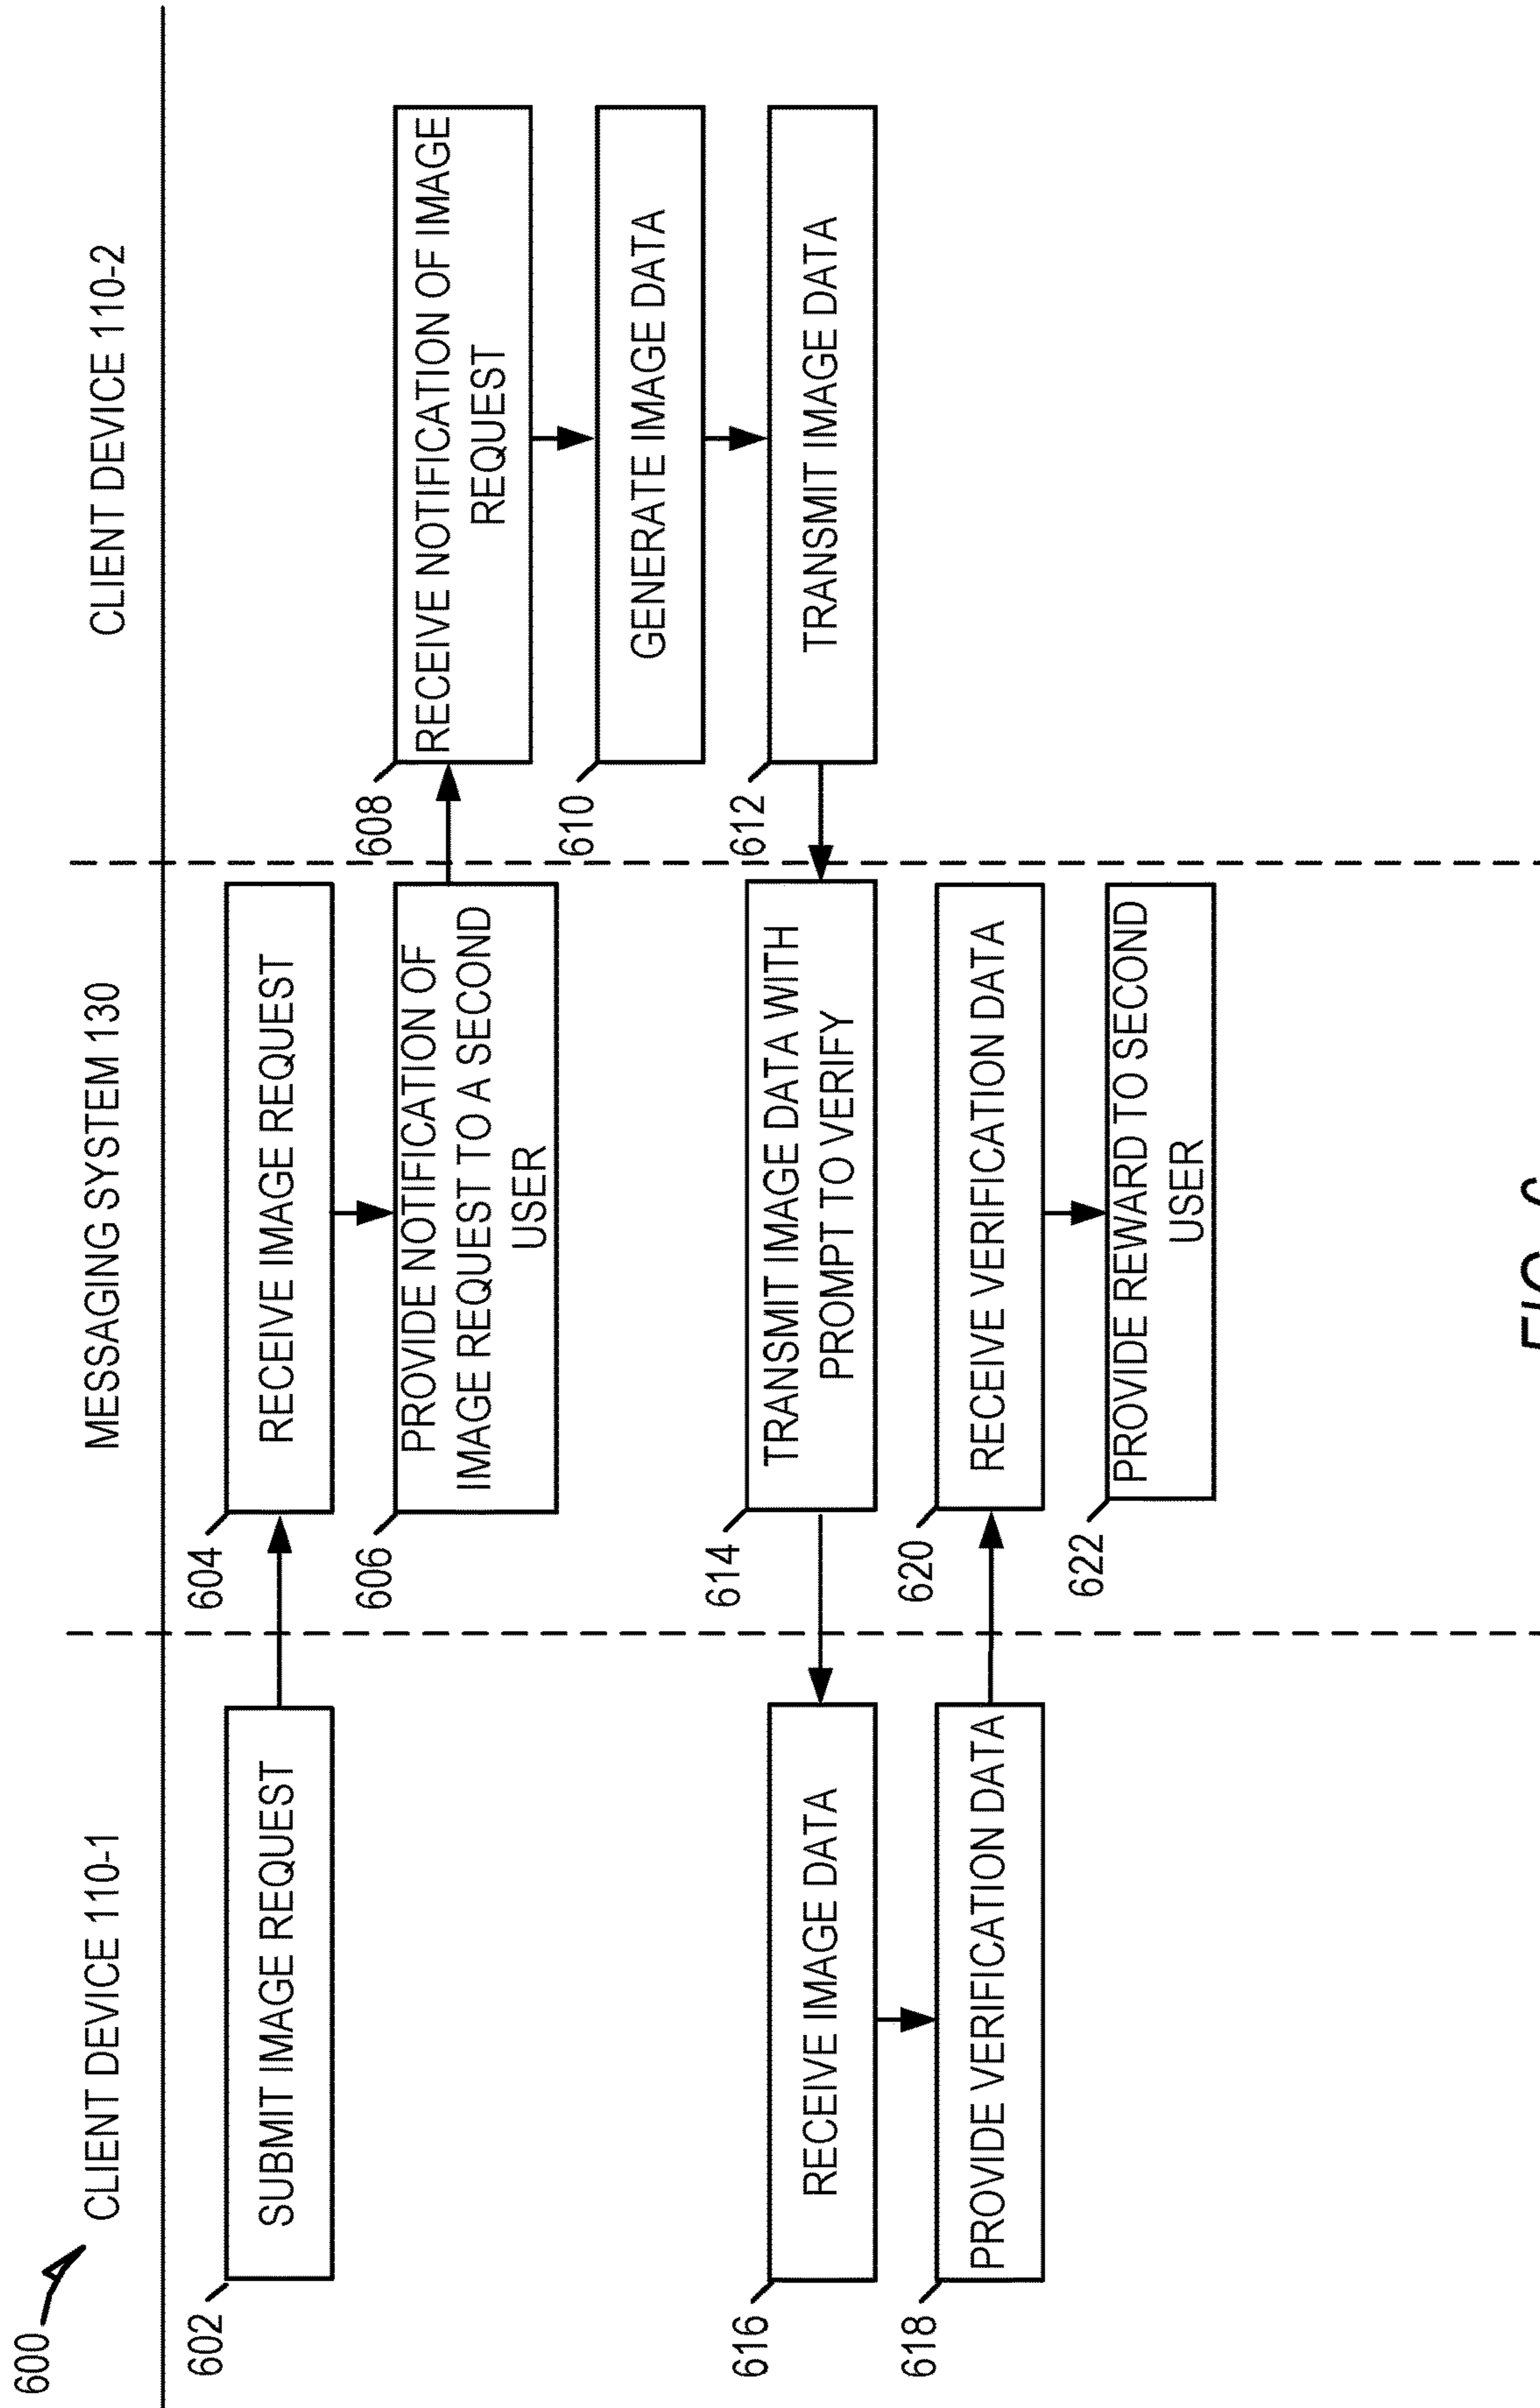 600
CLIENT DEVICE 110-1
MESSAGING SYSTEM 130
CLIENT DEVICE 110-2
602
SUBMIT IMAGE REQUEST
604
RECEIVE IMAGE REQUEST
606
PROVIDE NOTIFICATION OF
IMAGE REQUEST TO A SECOND
USER
608
RECEIVE NOTIFICATION OF IMAGE
REQUEST
610
GENERATE IMAGE DATA
612
TRANSMIT IMAGE DATA
614
TRANSMIT IMAGE DATA WITH
PROMPT TO VERIFY
616
RECEIVE IMAGE DATA
618
PROVIDE VERIFICATION DATA
620
RECEIVE VERIFICATION DATA
622
PROVIDE REWARD TO SECOND
USER
FIG.